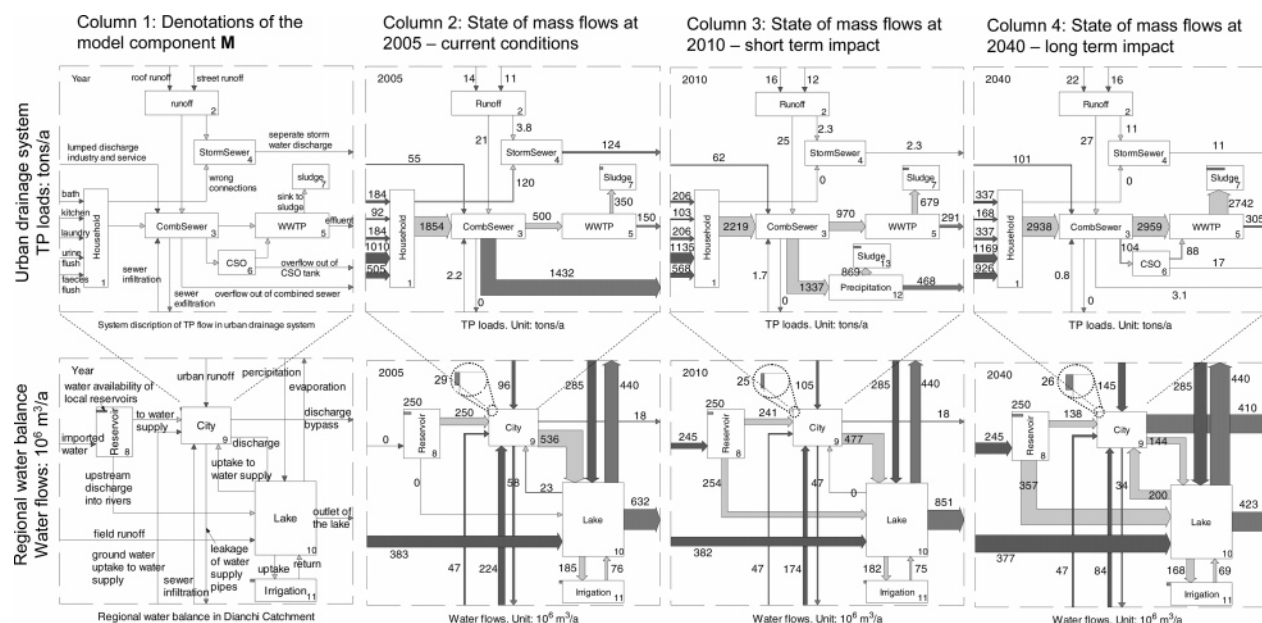 Column 1: Denotations of the
model component M
Column 2: State of mass flows at
2005 – current conditions
Column 3: State of mass flows at
2010 – short term impact
Column 4: State of mass flows at
2040 – long term impact
Urban drainage system
TP loads: tons/a
Year
roof runoff
street runoff
runoff
2
lumped discharge
industry and service
StormSewer
4
seperate storm
water discharge
wrong
connections
sludge
7
bath
kitchen
laundry
uring
flush
faeces
flush
Household
1
CombSewer
3
sink to
sludge
WWTP
5
effluent
CSO
6
overflow out of
CSO tank
sewer
infiltration
sewer
exfiltration
overflow out of combined sewer
System discription of TP flow in urban drainage system
2005
14
11
Runoff
2
3.8
21
StormSewer
4
124
55
120
Sludge
7
350
184
92
184
1010
505
Household
1
1854
CombSewer
3
500
WWTP
5
150
2.2
0
1432
TP loads. Unit: tons/a
2010
16
12
Runoff
2
2.3
25
StormSewer
4
2.3
62
0
Sludge
7
679
206
103
206
1135
568
Household
1
2219
CombSewer
3
970
WWTP
5
291
Sludge
13
869
1.7
0
1337
Precipitation
12
468
TP loads. Unit: tons/a
2040
22
16
Runoff
2
11
27
StormSewer
4
11
101
0
Sludge
7
2742
337
168
337
1169
926
Household
1
2938
CombSewer
3
2959
WWTP
5
305
104
CSO
6
88
17
0.8
0
3.1
TP loads. Unit: tons/a
Regional water balance
Water flows: 10⁶ m³/a
Year
water availability of
local reservoirs
urban runoff
percipitation
evaporation
Reservoir
8
to water
supply
City
9
discharge
bypass
imported
water
discharge
uptake to
water supply
upstream
discharge
into rivers
Lake
10
outlet of
the lake
field runoff
ground water
uptake to water
supply
leakage of
water
supply
pipes
uptake
return
sewer
infiltration
Irrigation
11
Regional water balance in Dianchi Catchment
2005
29
96
285
440
250
Reservoir
8
250
City
9
18
0
536
0
58
23
Lake
10
632
383
47
224
185
76
Irrigation
11
Water flows. Unit: 10⁶ m³/a
2010
25
105
285
440
250
Reservoir
8
241
City
9
18
245
477
254
47
0
Lake
10
851
382
47
174
182
75
Irrigation
11
Water flows. Unit: 10⁶ m³/a
2040
26
145
285
440
250
Reservoir
8
138
City
9
410
245
144
357
34
200
Lake
10
423
377
47
84
168
69
Irrigation
11
Water flows. Unit: 10⁶ m³/a